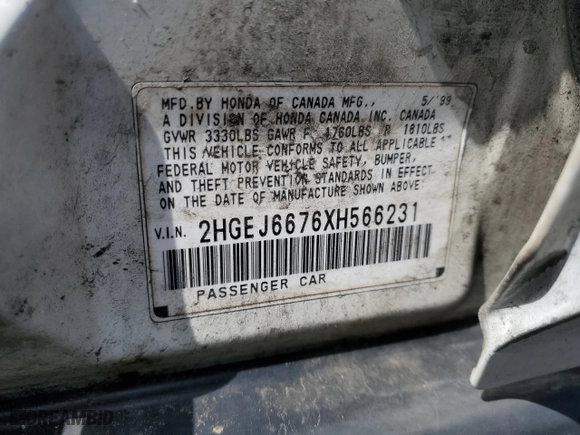 MFD. BY HONDA OF CANADA MFG., 5/'99
A DIVISION OF HONDA CANADA INC. CANADA
GVWR 3330LBS GAWR F 1760LBS R 1810LBS
THIS VEHICLE CONFORMS TO ALL APPLICABLE
FEDERAL MOTOR VEHICLE SAFETY, BUMPER,
AND THEFT PREVENTION STANDARDS IN EFFECT
ON THE DATE OF MANUFACTURE SHOWN ABOVE
V.I.N. 2HGEJ6676XH566231
PASSENGER CAR